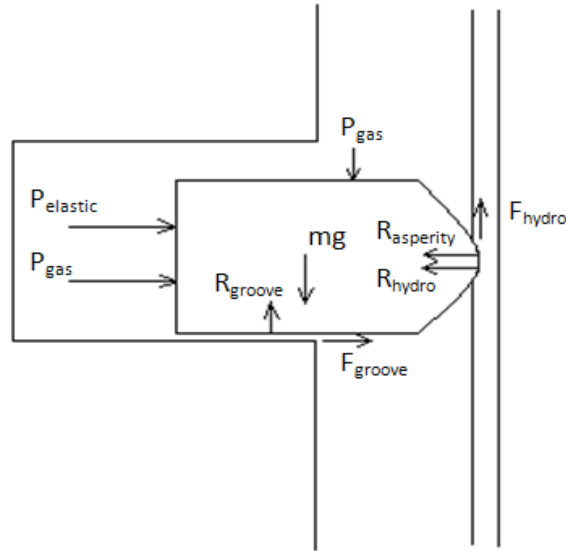 P_gas
P_elastic
F_hydro
mg
R_asperity
P_gas
R_groove
R_hydro
F_groove